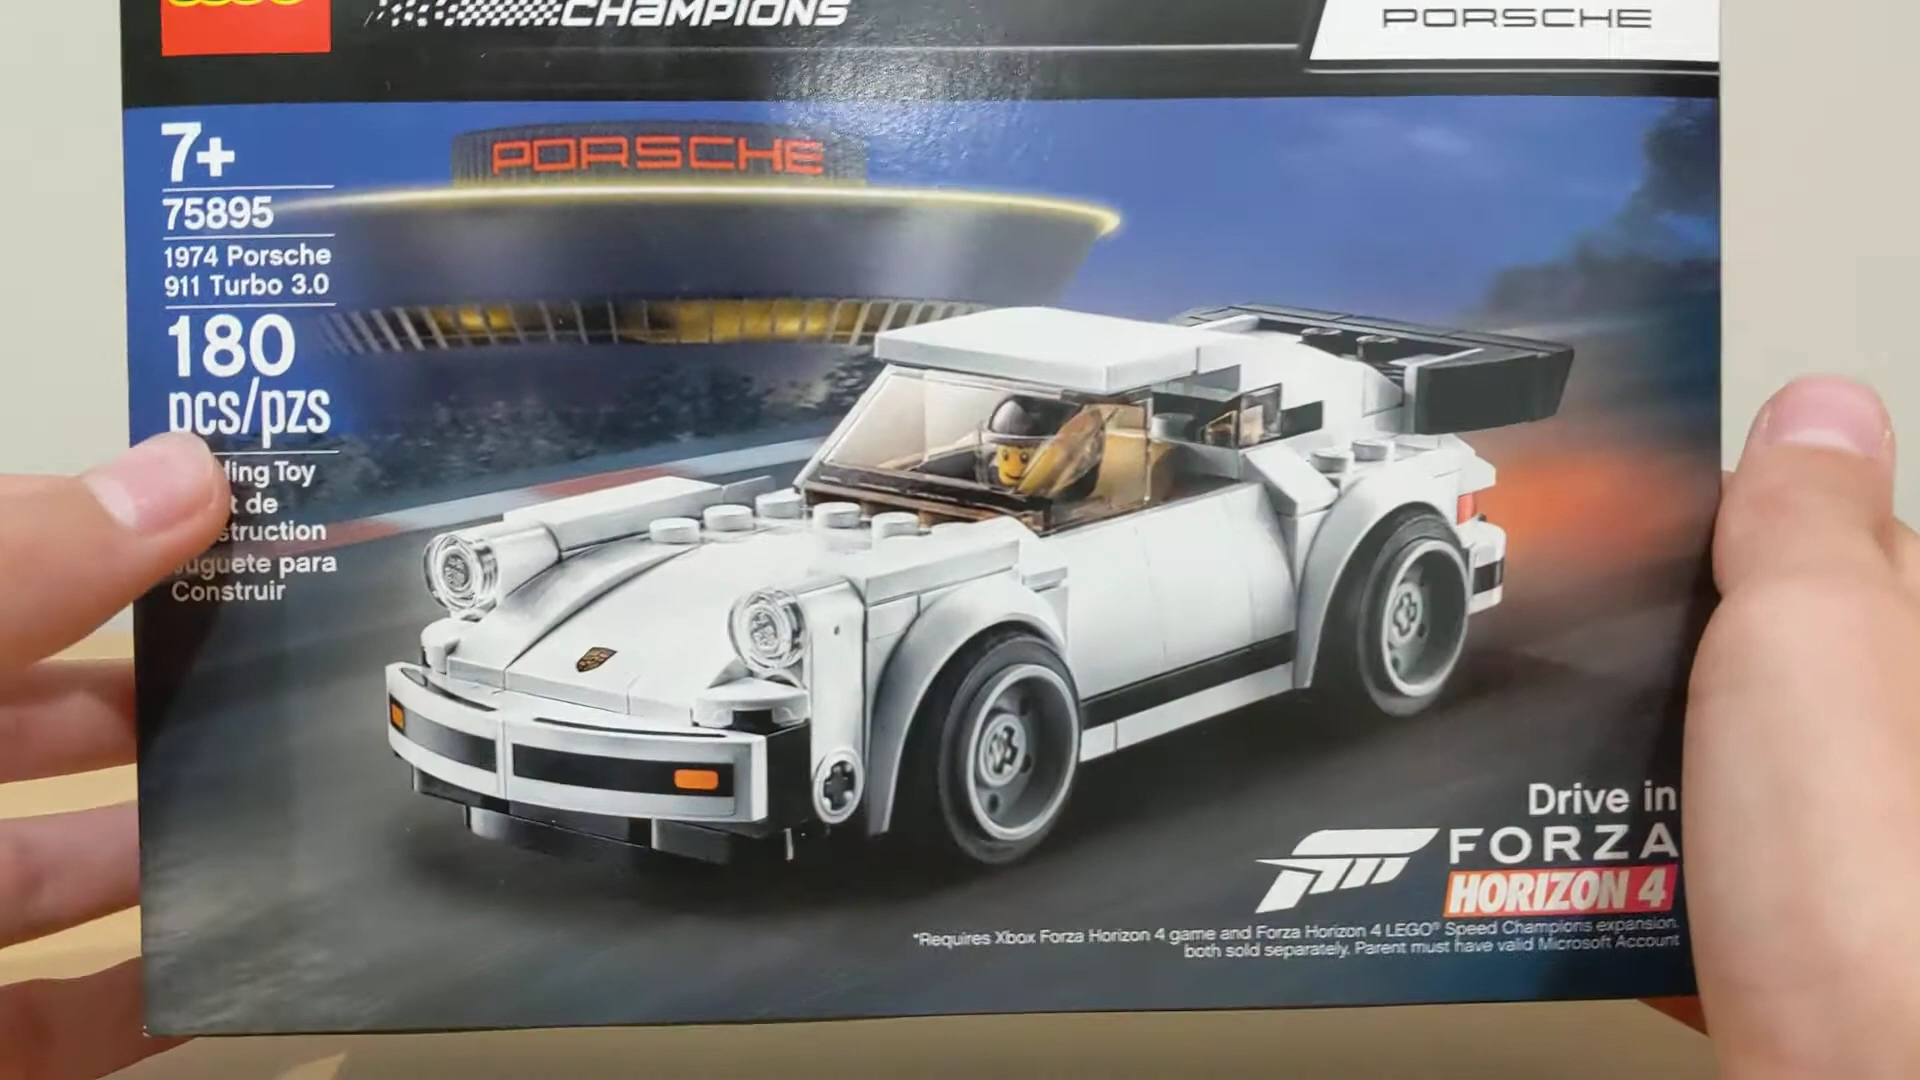 CHAMPIONS
PORSCHE
7+
PORSCHE
75895
1974 Porsche
911 Turbo 3.0
180
pcs/pzs
ling Toy
t de
struction
uguete para
Construir
Drive in
FORZA
HORIZON 4
*Requires Xbox Forza Horizon 4 game and Forza Horizon 4 LEGO® Speed Champions expansion,
both sold separately. Parent must have valid Microsoft Account